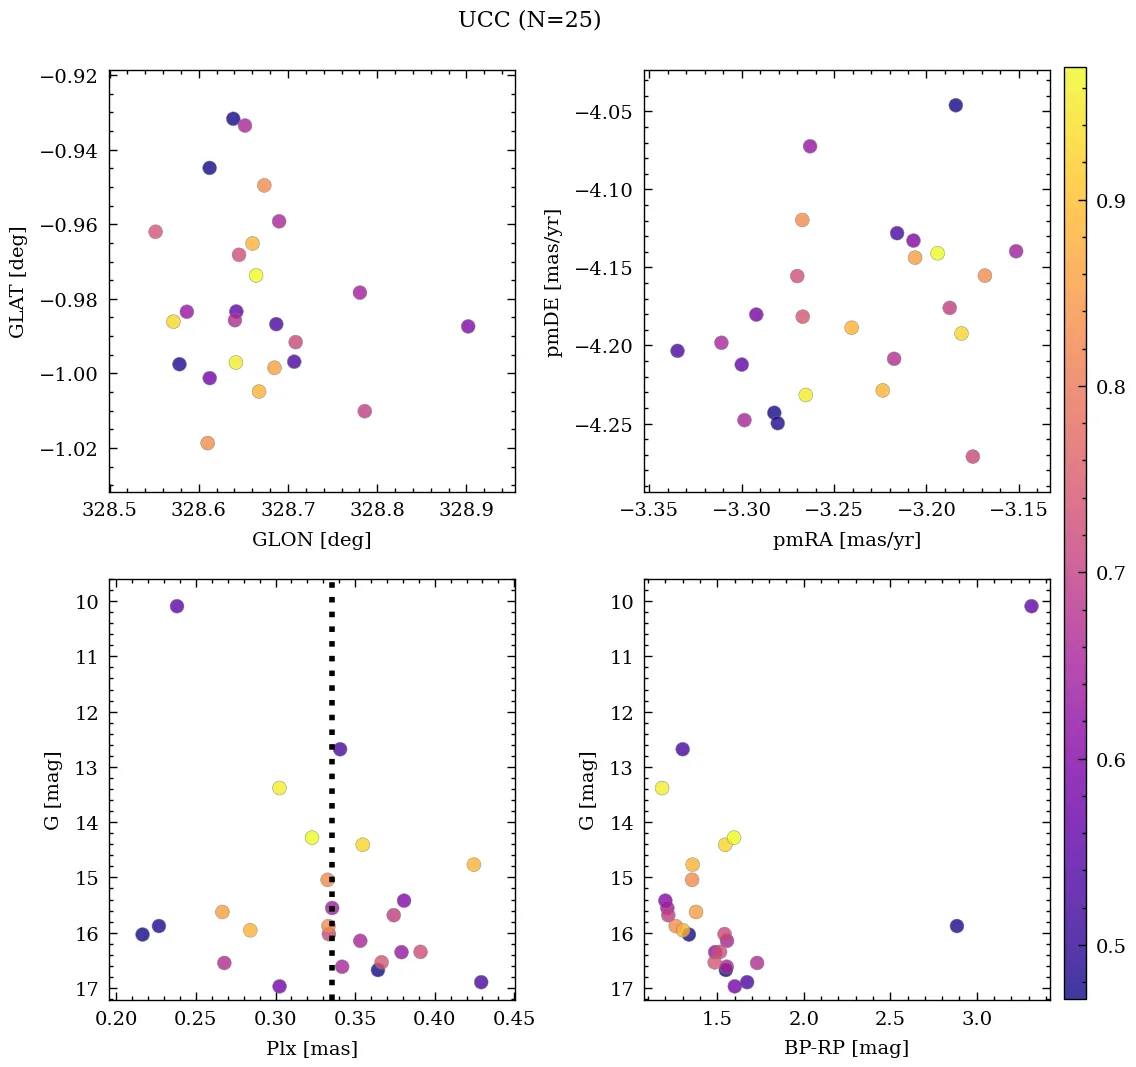 UCC (N=25)
−0.92
−0.94
−0.96
−0.98
−1.00
−1.02
GLAT [deg]
328.5 328.6 328.7 328.8 328.9
GLON [deg]
−4.05
−4.10
−4.15
−4.20
−4.25
pmDE [mas/yr]
−3.35 −3.30 −3.25 −3.20 −3.15
pmRA [mas/yr]
10
11
12
13
14
15
16
17
G [mag]
0.20 0.25 0.30 0.35 0.40 0.45
Plx [mas]
10
11
12
13
14
15
16
17
G [mag]
1.5 2.0 2.5 3.0
BP-RP [mag]
0.9
0.8
0.7
0.6
0.5